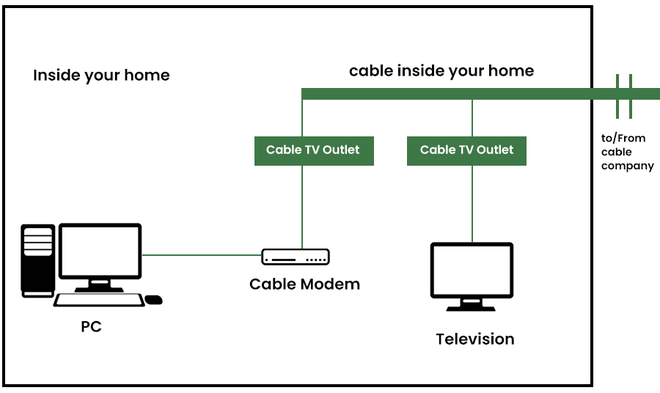 Inside your home
cable inside your home
Cable TV Outlet
Cable TV Outlet
to/From
cable
company
Cable Modem
PC
Television